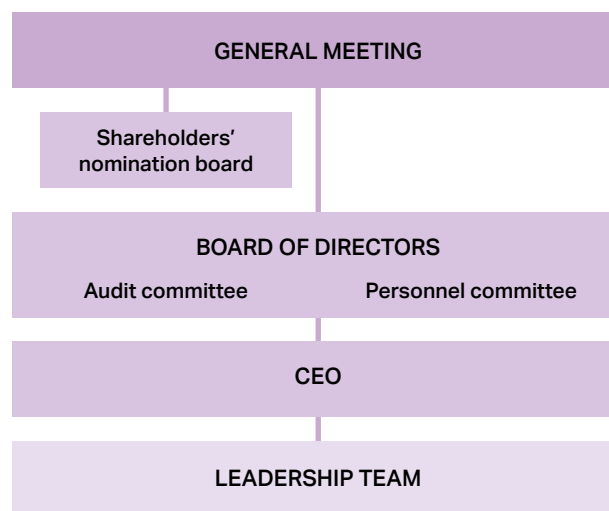 GENERAL MEETING
Shareholders’
nomination board
BOARD OF DIRECTORS
Audit committee
Personnel committee
CEO
LEADERSHIP TEAM